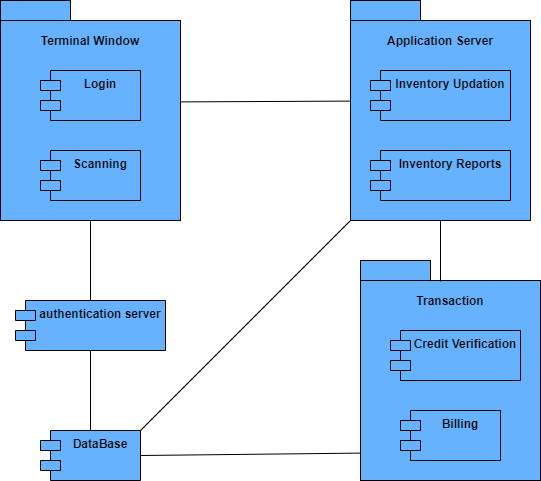 Terminal Window
Login
Scanning
Application Server
Inventory Updation
Inventory Reports
authentication server
Transaction
Credit Verification
Billing
DataBase